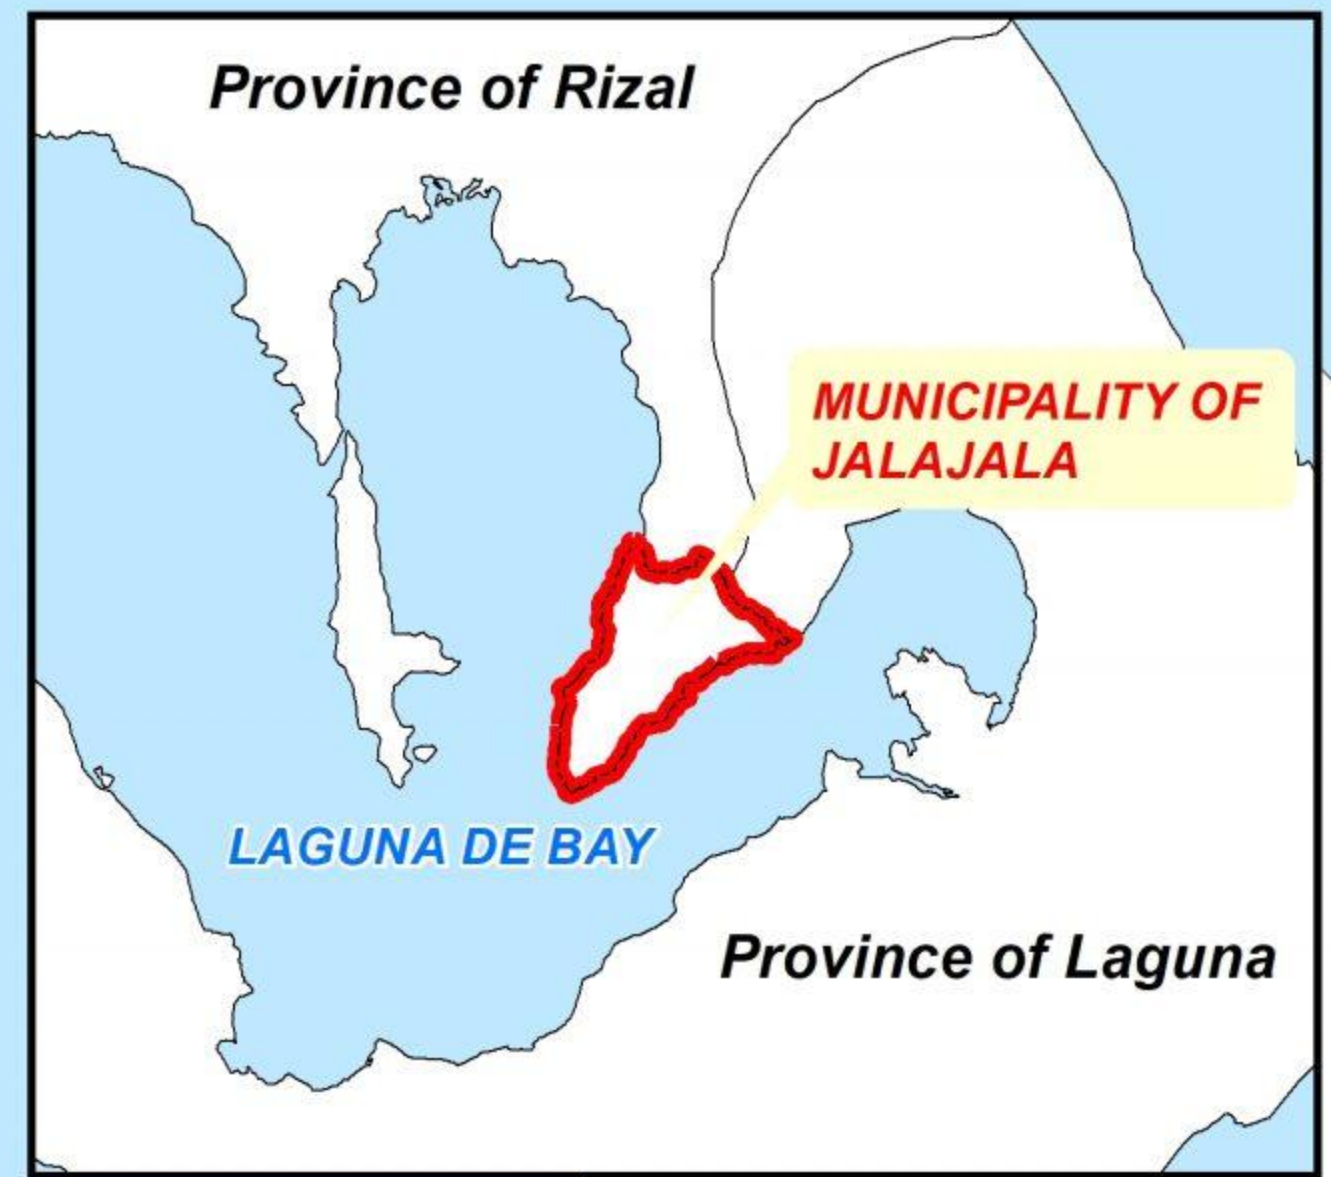 Province of Rizal
MUNICIPALITY OF
JALAJALA
LAGUNA DE BAY
Province of Laguna